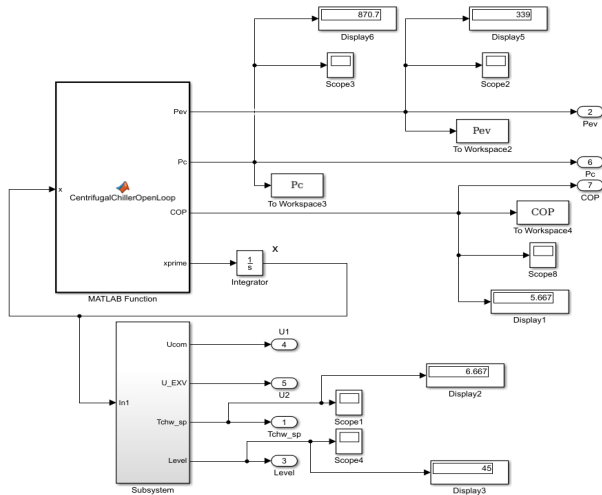 870.7
Display6
339
Display5
Scope3
Scope2
Pev
2
Pev
Pev
To Workspace2
x
Pc
6
Pc
Pc
To Workspace3
CentrifugalChillerOpenLoop
COP
7
COP
COP
To Workspace4
xprime
1
s
Integrator
X
Scope8
5.667
Display1
MATLAB Function
Ucom
U1
4
U_EXV
5
U2
6.667
Display2
In1
Tchw_sp
1
Tchw_sp
Scope1
Level
3
Level
Scope4
45
Display3
Subsystem